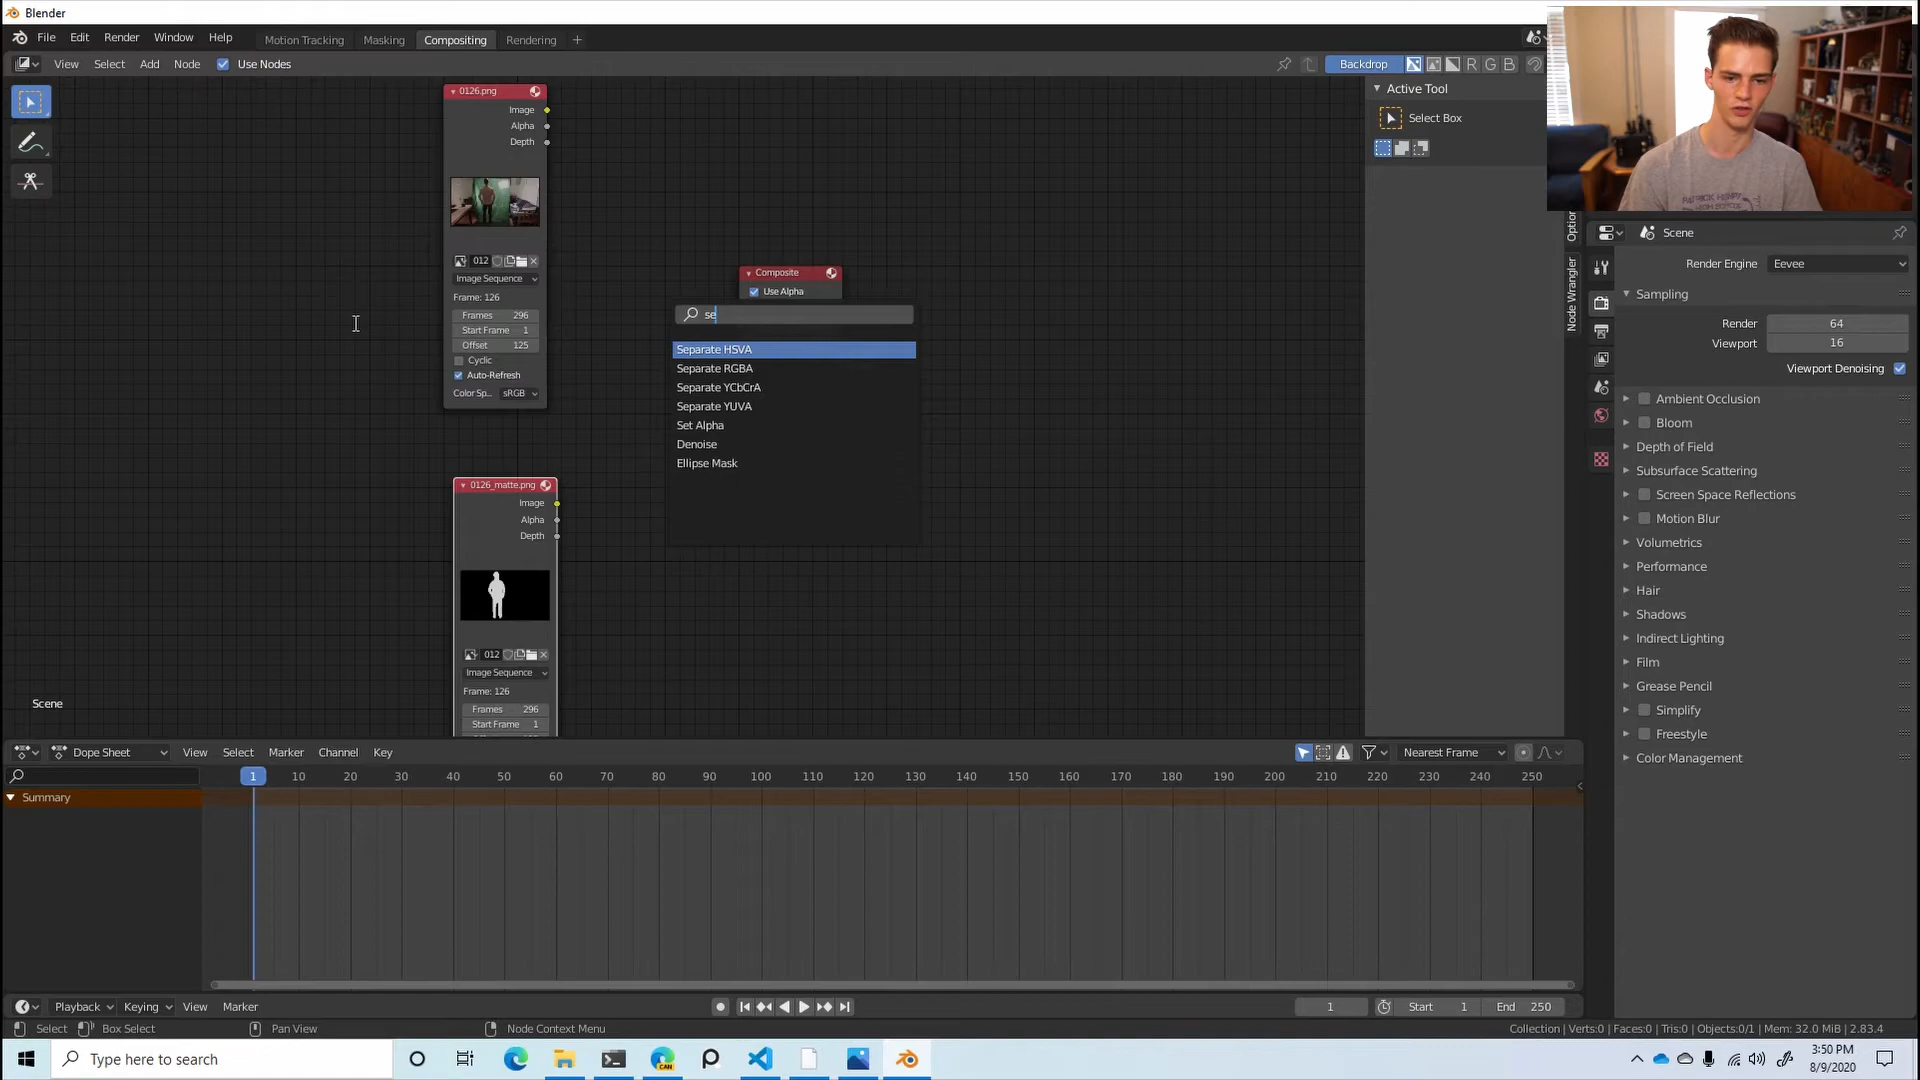 Blender
File Edit Render Window Help Motion Tracking Masking Compositing Rendering +
View Select Add Node Use Nodes Backdrop R G B
0126.png
Image
Alpha
Depth
012
Image Sequence
Frame: 126
Frames 296
Start Frame 1
Offset 125
Cyclic
Auto-Refresh
Color Sp... sRGB
Composite
Use Alpha
se
Separate HSVA
Separate RGBA
Separate YCbCrA
Separate YUVA
Set Alpha
Denoise
Ellipse Mask
0126_matte.png
Image
Alpha
Depth
012
Image Sequence
Frame: 126
Frames 296
Start Frame 1
Scene
Active Tool
Select Box
Node Wrangler
PATRICK HENRY
Scene
Render Engine Eevee
Sampling
Render 64
Viewport 16
Viewport Denoising
Ambient Occlusion
Bloom
Depth of Field
Subsurface Scattering
Screen Space Reflections
Motion Blur
Volumetrics
Performance
Hair
Shadows
Indirect Lighting
Film
Grease Pencil
Simplify
Freestyle
Color Management
Dope Sheet View Select Marker Channel Key Nearest Frame
1 10 20 30 40 50 60 70 80 90 100 110 120 130 140 150 160 170 180 190 200 210 220 230 240 250
Summary
Playback Keying View Marker 1 Start 1 End 250
Select Box Select Pan View Node Context Menu Collection | Verts:0 | Faces:0 | Tris:0 | Objects:0/1 | Mem: 32.0 MiB | 2.83.4
Type here to search
CAN
3:50 PM
8/9/2020